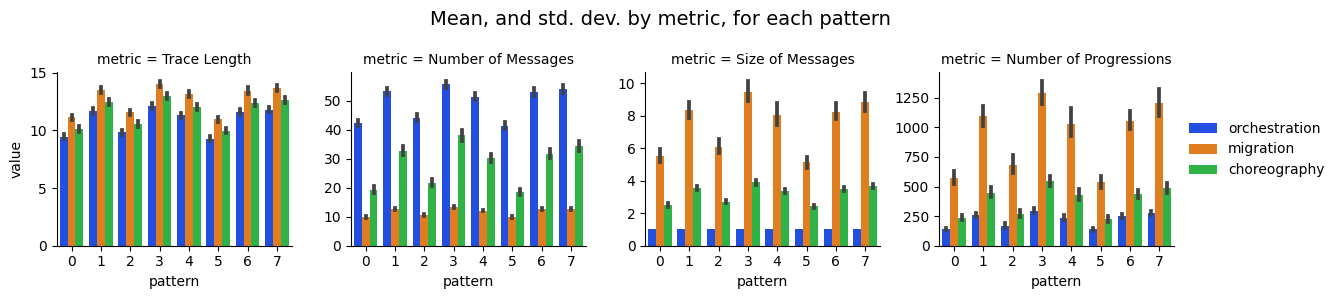 Mean, and std. dev. by metric, for each pattern
metric = Trace Length
value
15
10
5
0
0 1 2 3 4 5 6 7
pattern
metric = Number of Messages
50
40
30
20
10
0
0 1 2 3 4 5 6 7
pattern
metric = Size of Messages
10
8
6
4
2
0
0 1 2 3 4 5 6 7
pattern
metric = Number of Progressions
1250
1000
750
500
250
0
0 1 2 3 4 5 6 7
pattern
orchestration
migration
choreography